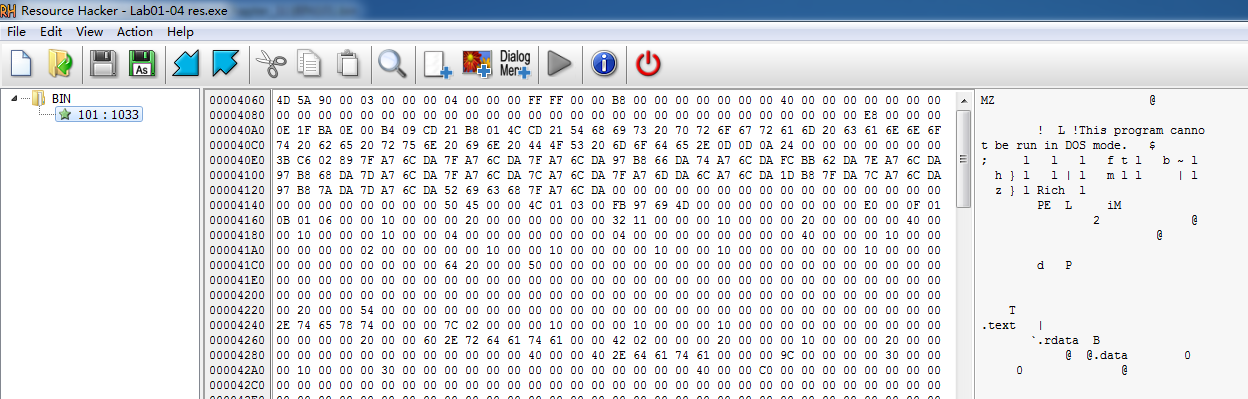 Resource Hacker - Lab01-04 res.exe
File Edit View Action Help
As Dialog
Menu
BIN
101 : 1033
00004060 4D 5A 90 00 03 00 00 00 04 00 00 00 FF FF 00 00 B8 00 00 00 00 00 00 00 40 00 00 00 00 00 00 00 MZ @
00004080 00 00 00 00 00 00 00 00 00 00 00 00 00 00 00 00 00 00 00 00 00 00 00 00 00 00 00 00 E8 00 00 00
000040A0 0E 1F BA 0E 00 B4 09 CD 21 B8 01 4C CD 21 54 68 69 73 20 70 72 6F 67 72 61 6D 20 63 61 6E 6E 6F ! L !This program canno
000040C0 74 20 62 65 20 72 75 6E 20 69 6E 20 44 4F 53 20 6D 6F 64 65 2E 0D 0D 0A 24 00 00 00 00 00 00 00 t be run in DOS mode. $
000040E0 3B C6 02 89 7F A7 6C DA 7F A7 6C DA 7F A7 6C DA 97 B8 66 DA 74 A7 6C DA FC BB 62 DA 7E A7 6C DA ; l l l f t l b ~ l
00004100 97 B8 68 DA 7D A7 6C DA 7F A7 6C DA 7C A7 6C DA 7F A7 6D DA 6C A7 6C DA 1D B8 7F DA 7C A7 6C DA h } l l | l m l l | l
00004120 97 B8 7A DA 7D A7 6C DA 52 69 63 68 7F A7 6C DA 00 00 00 00 00 00 00 00 00 00 00 00 00 00 00 00 z } l Rich l
00004140 00 00 00 00 00 00 00 00 50 45 00 00 4C 01 03 00 FB 97 69 4D 00 00 00 00 00 00 00 00 E0 00 0F 01 PE L iM
00004160 0B 01 06 00 00 10 00 00 00 20 00 00 00 00 00 00 32 11 00 00 00 10 00 00 00 20 00 00 00 00 40 00 2 @
00004180 00 10 00 00 00 10 00 00 04 00 00 00 00 00 00 00 04 00 00 00 00 00 00 00 00 40 00 00 00 10 00 00 @
000041A0 00 00 00 00 02 00 00 00 00 00 10 00 00 10 00 00 00 00 10 00 00 10 00 00 00 00 00 00 10 00 00 00
000041C0 00 00 00 00 00 00 00 00 64 20 00 00 50 00 00 00 00 00 00 00 00 00 00 00 00 00 00 00 00 00 00 00 d P
000041E0 00 00 00 00 00 00 00 00 00 00 00 00 00 00 00 00 00 00 00 00 00 00 00 00 00 00 00 00 00 00 00 00
00004200 00 00 00 00 00 00 00 00 00 00 00 00 00 00 00 00 00 00 00 00 00 00 00 00 00 00 00 00 00 00 00 00
00004220 00 20 00 00 54 00 00 00 00 00 00 00 00 00 00 00 00 00 00 00 00 00 00 00 00 00 00 00 00 00 00 00 T
00004240 2E 74 65 78 74 00 00 00 7C 02 00 00 00 10 00 00 00 10 00 00 00 10 00 00 00 00 00 00 00 00 00 00 .text |
00004260 00 00 00 00 20 00 00 60 2E 72 64 61 74 61 00 00 42 02 00 00 00 20 00 00 00 10 00 00 00 20 00 00 `.rdata B
00004280 00 00 00 00 00 00 00 00 00 00 00 00 40 00 00 40 2E 64 61 74 61 00 00 00 9C 00 00 00 00 30 00 00 @ @.data 0
000042A0 00 10 00 00 00 30 00 00 00 00 00 00 00 00 00 00 00 00 00 00 40 00 00 C0 00 00 00 00 00 00 00 00 0 @
000042C0 00 00 00 00 00 00 00 00 00 00 00 00 00 00 00 00 00 00 00 00 00 00 00 00 00 00 00 00 00 00 00 00